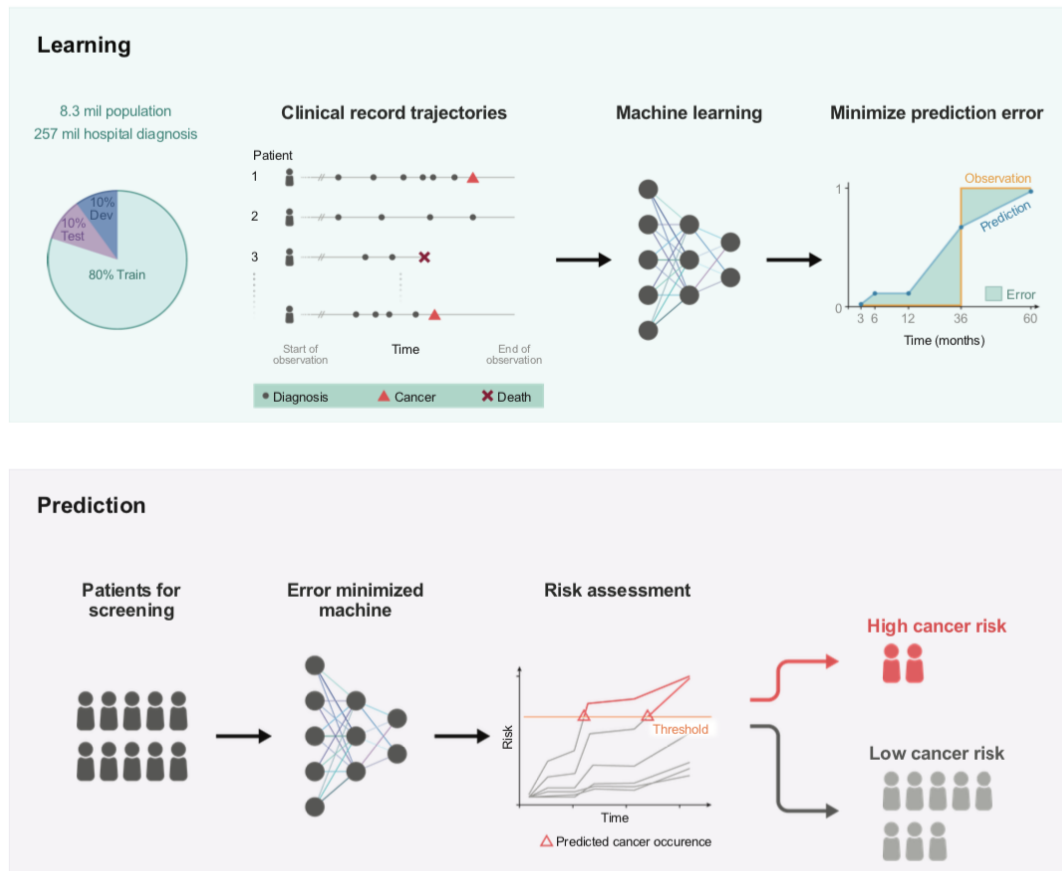 Learning
8.3 mil population
257 mil hospital diagnosis
10%
Dev
10%
Test
80% Train
Clinical record trajectories
Patient
1
2
3
Start of
observation
Time
End of
observation
Diagnosis
Cancer
Death
Machine learning
Minimize prediction error
Observation
Prediction
Error
1
0
3 6 12 36 60
Time (months)
Prediction
Patients for
screening
Error minimized
machine
Risk assessment
Risk
Threshold
Time
Predicted cancer occurence
High cancer risk
Low cancer risk